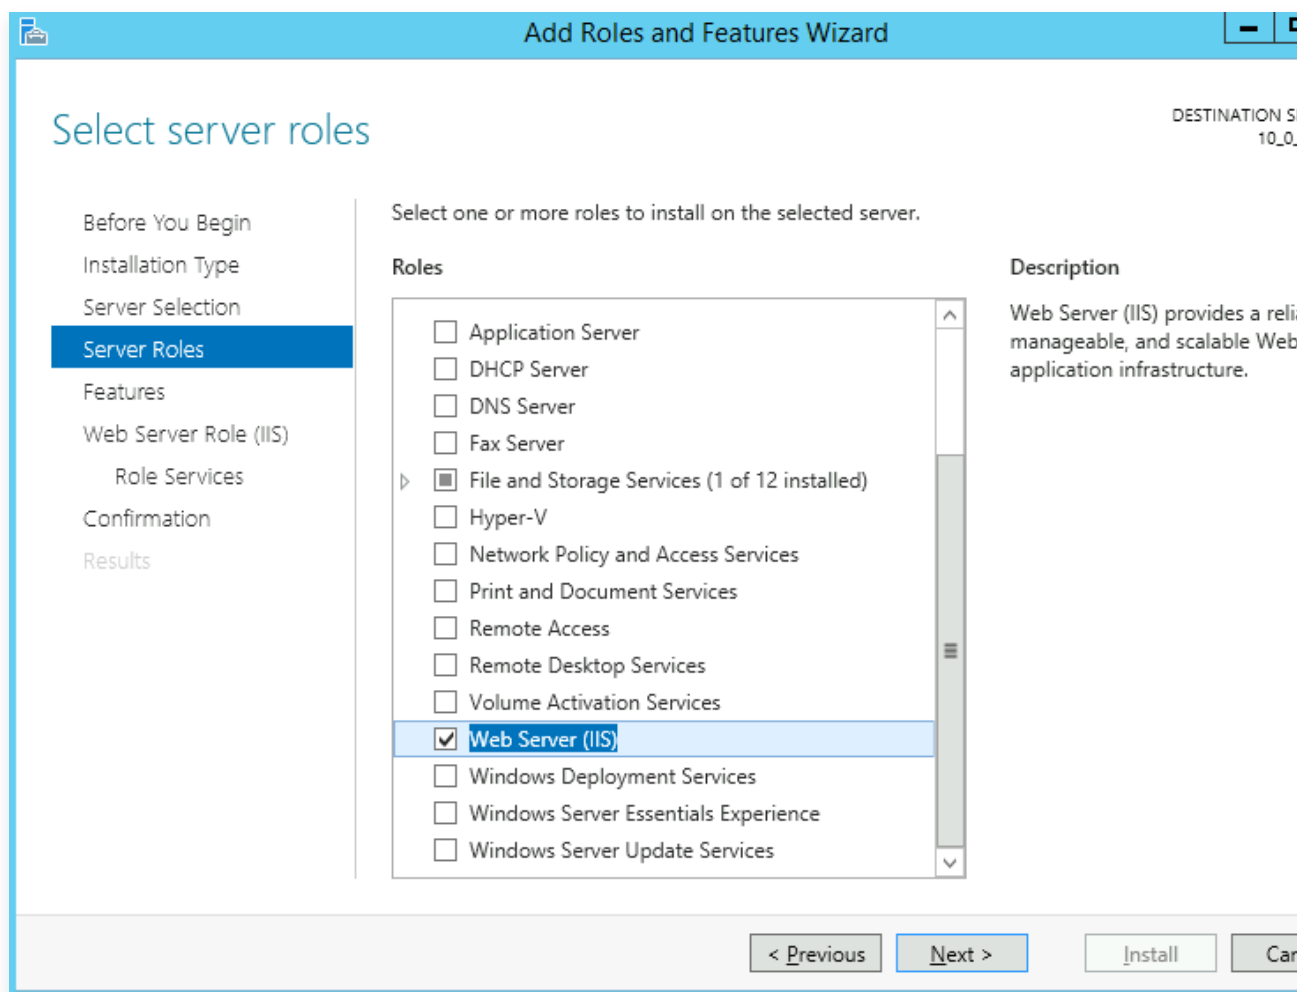 Add Roles and Features Wizard
Select server roles
DESTINATION
10_0_
Before You Begin
Installation Type
Server Selection
Server Roles
Features
Web Server Role (IIS)
Role Services
Confirmation
Results
Select one or more roles to install on the selected server.
Roles
Application Server
DHCP Server
DNS Server
Fax Server
File and Storage Services (1 of 12 installed)
Hyper-V
Network Policy and Access Services
Print and Document Services
Remote Access
Remote Desktop Services
Volume Activation Services
Web Server (IIS)
Windows Deployment Services
Windows Server Essentials Experience
Windows Server Update Services
Description
Web Server (IIS) provides a
manageable, and scalable Web
application infrastructure.
< Previous
Next >
Install